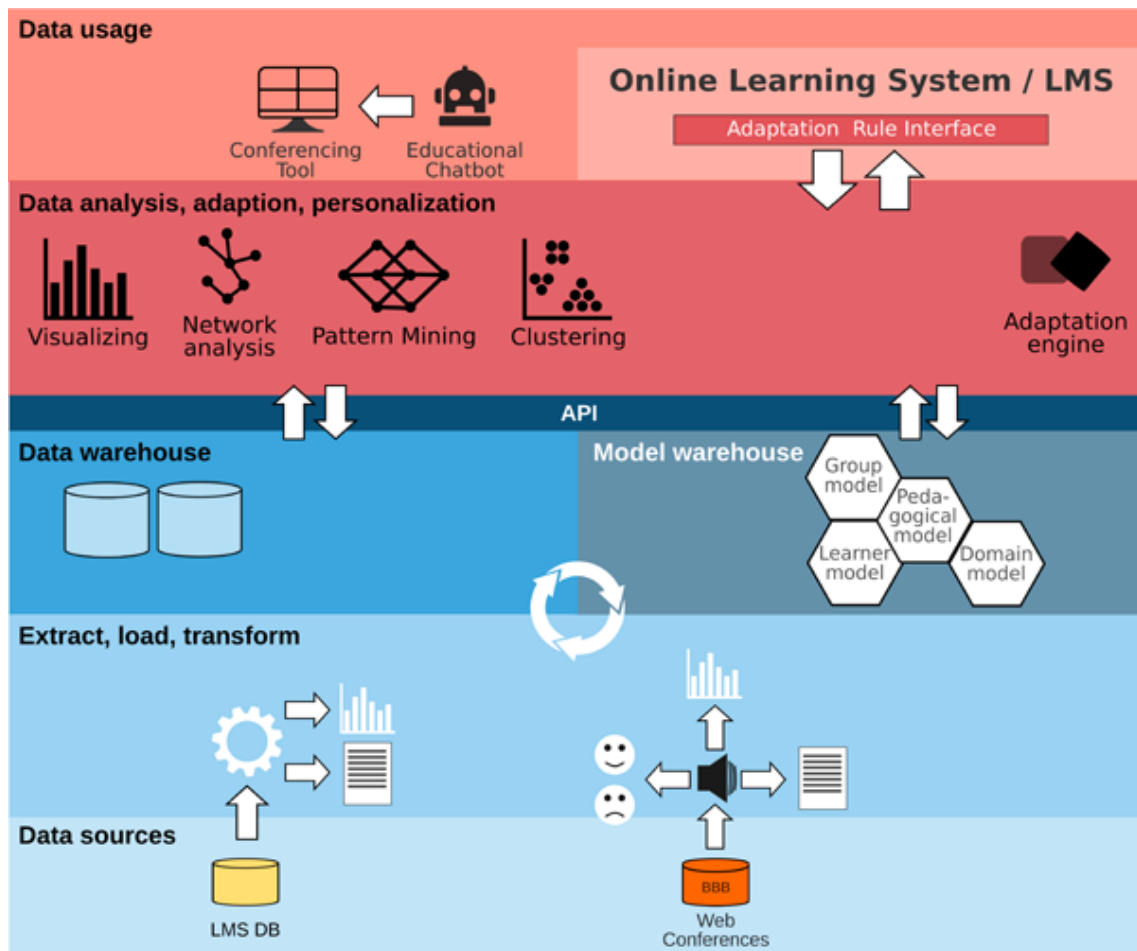 Data usage
Online Learning System / LMS
Adaptation Rule Interface
Conferencing
Tool
Educational
Chatbot
Data analysis, adaption, personalization
Visualizing
Network
analysis
Pattern Mining
Clustering
Adaptation
engine
API
Data warehouse
Model warehouse
Group
model
Peda-
gogical
model
Learner
model
Domain
model
Extract, load, transform
Data sources
LMS DB
BBB
Web
Conferences